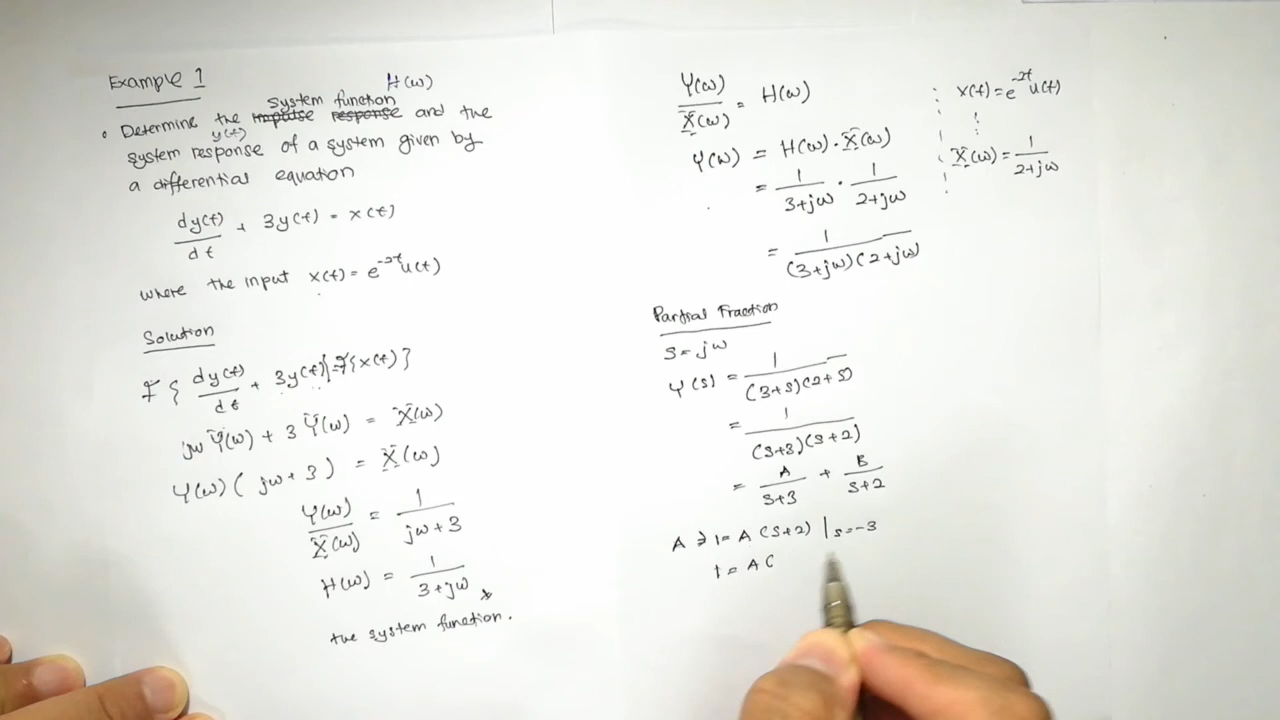 Example 1
H(ω)
system function
• Determine the impulse response and the
y(t)
system response of a system given by
a differential equation
dy(t)/dt + 3y(t) = x(t)
where the input x(t) = e^-2t u(t)
Solution
F { dy(t)/dt + 3y(t)} = F{x(t)}
jω Y(ω) + 3 Y(ω) = X(ω)
Y(ω) ( jω + 3 ) = X(ω)
Y(ω)/X(ω) = 1/(jω + 3)
H(ω) = 1/(3+jω)
the system function.
Y(ω)/X(ω) = H(ω)
Y(ω) = H(ω) . X(ω)
= 1/(3+jω) . 1/(2+jω)
= 1/((3+jω)(2+jω))
x(t) = e^-2t u(t)
X(ω) = 1/(2+jω)
Partial Fraction
s = jω
Y(s) = 1/((3+s)(2+s))
= 1/((s+3)(s+2))
= A/(s+3) + B/(s+2)
A ⇒ 1 = A (s+2) | s=-3
1 = A (